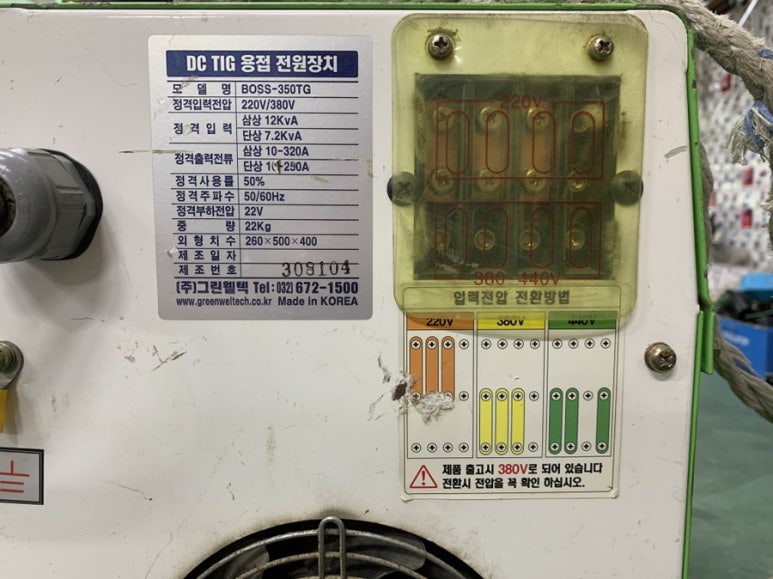 DC TIG 용접 전원장치
모 델 명 BOSS-350TG
정격입력전압 220V/380V
정격입력 삼상 12KvA
단상 7.2KvA
정격출력전류 삼상 10-320A
단상 10-290A
정격사용률 50%
정격주파수 50/60Hz
정격부하전압 22V
중 량 22Kg
외형치수 260×500×400
제조일자
제조번호 308104
(주)그린웰텍 Tel:(032)672-1500
www.greenweltech.co.kr Made in KOREA
220V
380-440V
입력전압 전환방법
220V 380V 440V
제품 출고시 380V로 되어 있습니다
전환시 전압을 꼭 확인 하십시오.